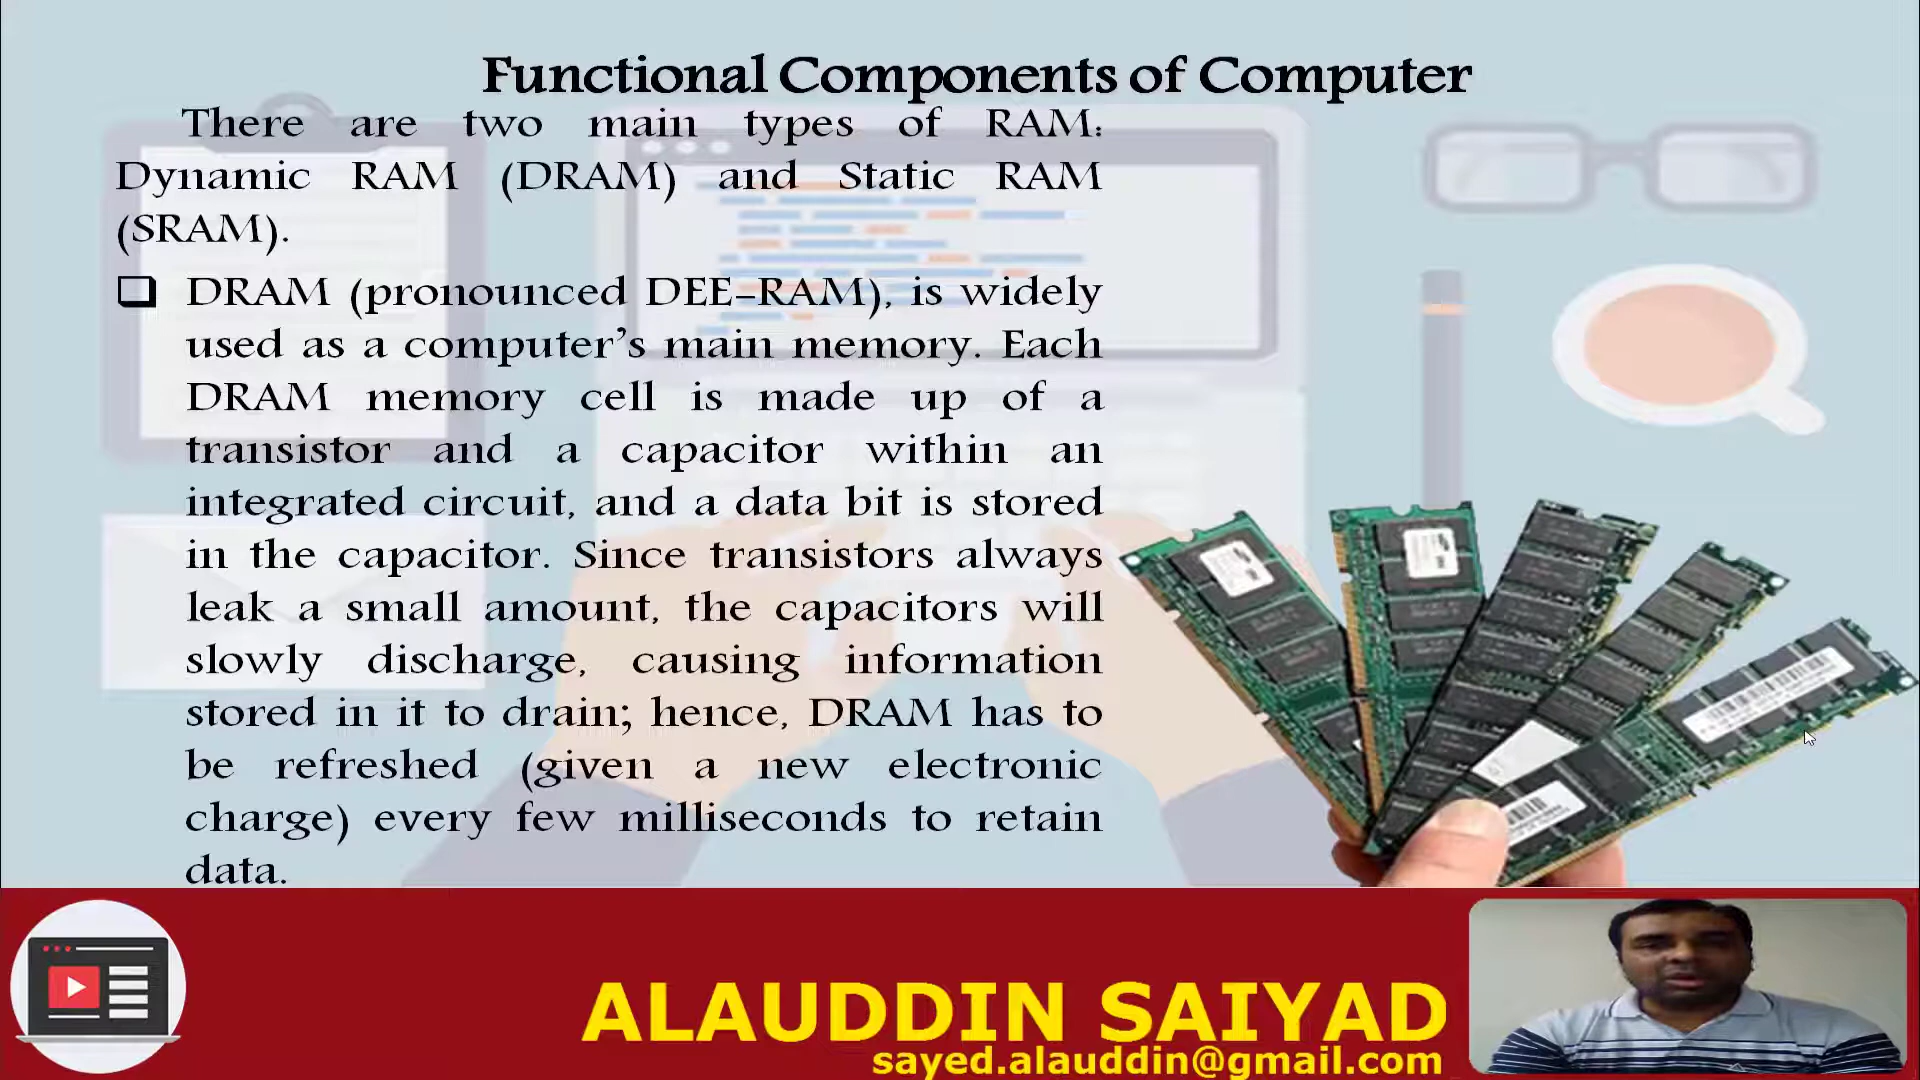 Functional Components of Computer
There are two main types of RAM:
Dynamic RAM (DRAM) and Static RAM
(SRAM).
DRAM (pronounced DEE-RAM), is widely
used as a computer’s main memory. Each
DRAM memory cell is made up of a
transistor and a capacitor within an
integrated circuit, and a data bit is stored
in the capacitor. Since transistors always
leak a small amount, the capacitors will
slowly discharge, causing information
stored in it to drain; hence, DRAM has to
be refreshed (given a new electronic
charge) every few milliseconds to retain
data.
ALAUDDIN SAIYAD
sayed.alauddin@gmail.com